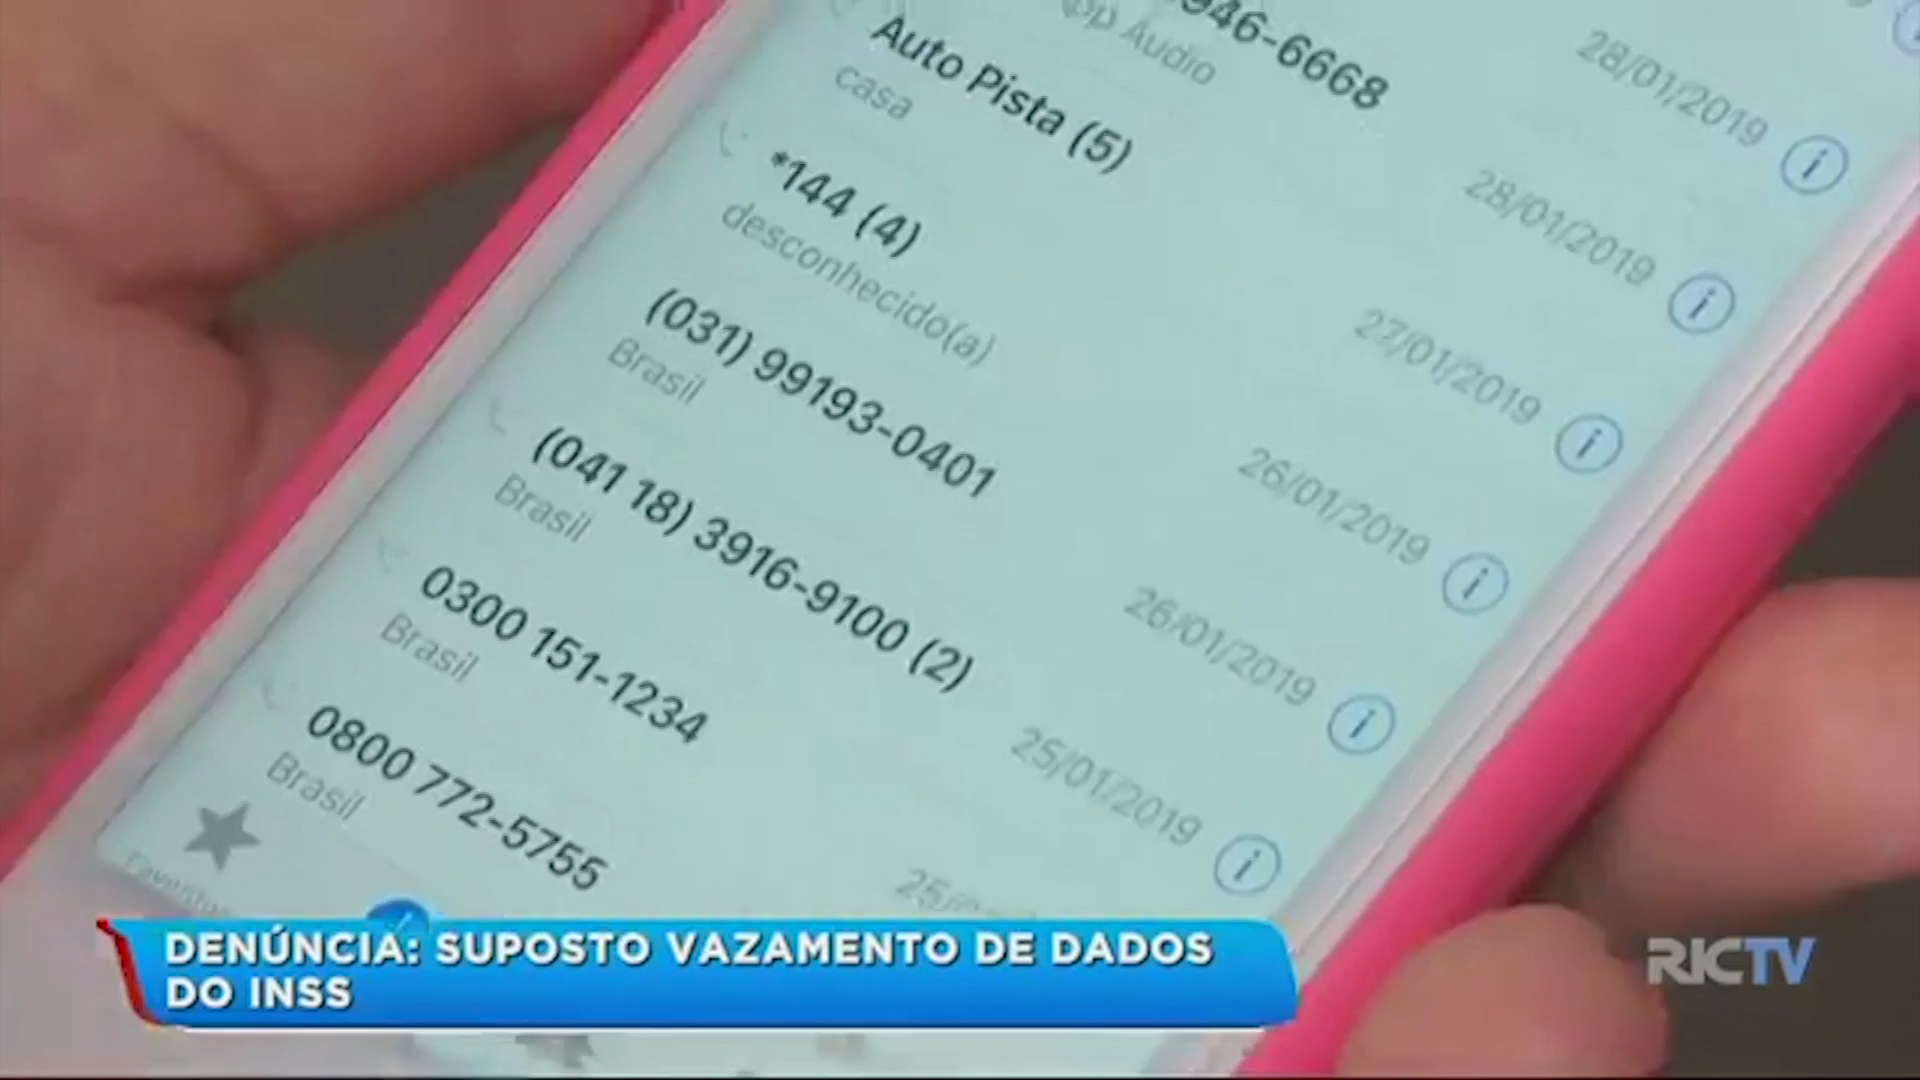 946-6668
Áudio
28/01/2019
Auto Pista (5)
casa
28/01/2019
*144 (4)
desconhecido(a)
27/01/2019
(031) 99193-0401
Brasil
26/01/2019
(041 18) 3916-9100 (2)
Brasil
26/01/2019
0300 151-1234
Brasil
25/01/2019
0800 772-5755
Brasil
DENÚNCIA: SUPOSTO VAZAMENTO DE DADOS
DO INSS
RICTV